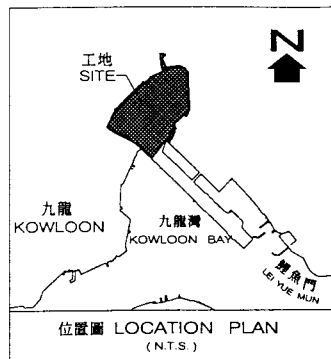 工地
SITE
N
九龍
KOWLOON
九龍灣
KOWLOON BAY
鯉魚門
LEI YUE MUN
位置圖 LOCATION PLAN
( N.T.S. )